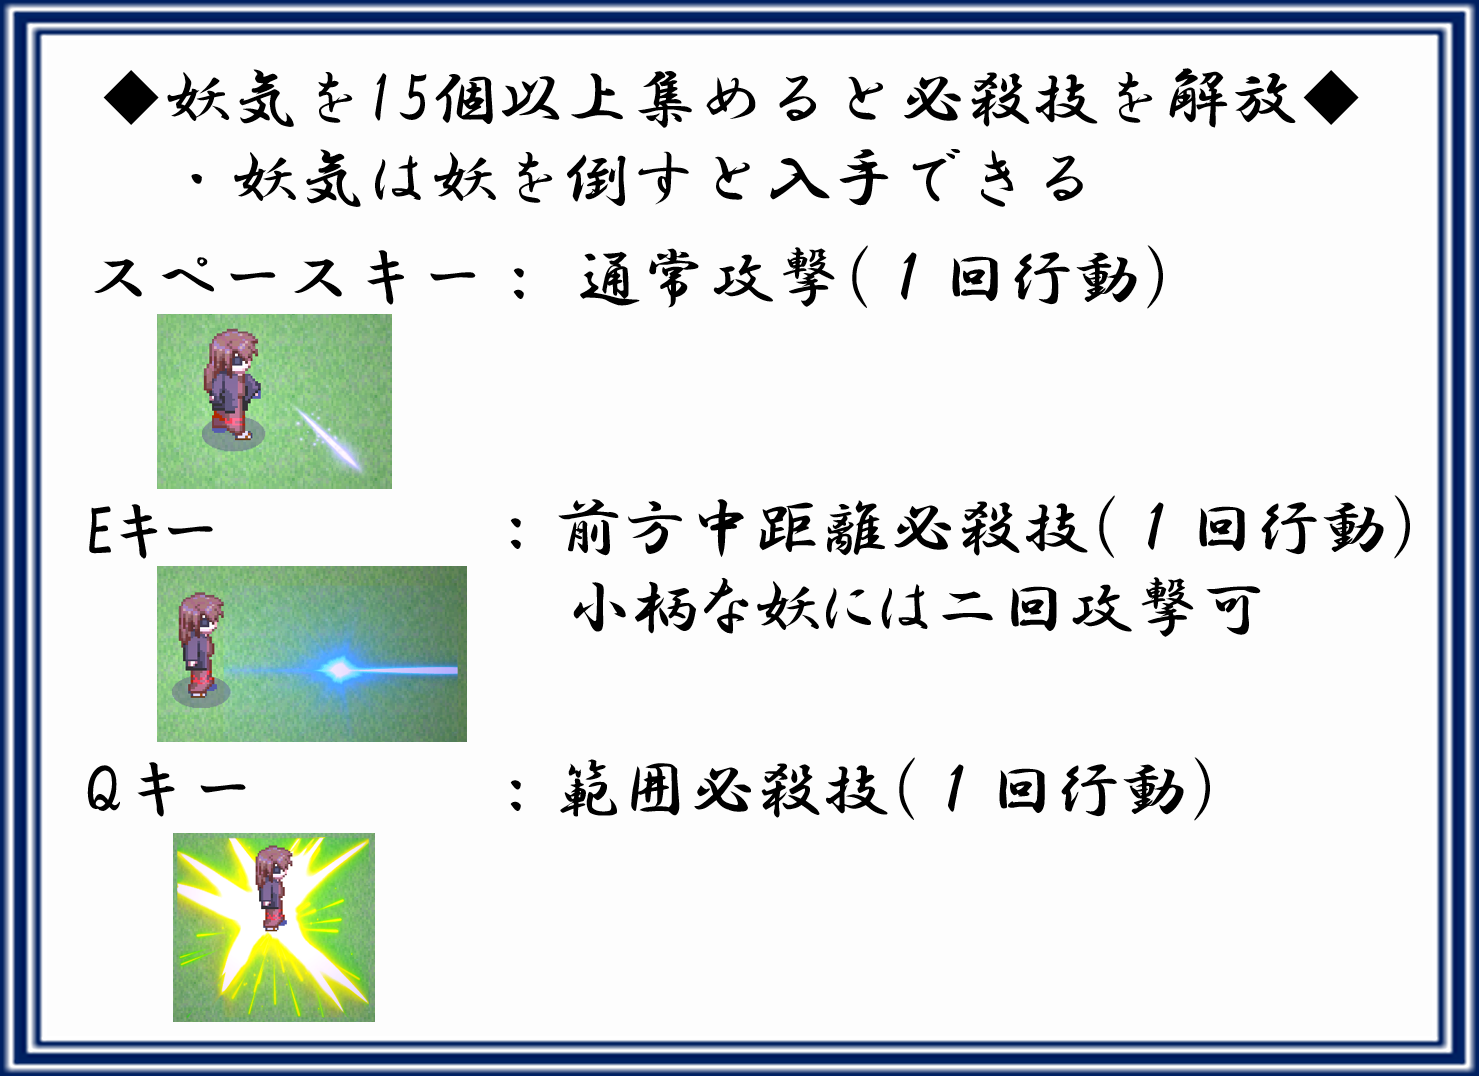 ◆妖気を15個以上集めると必殺技を解放◆
・妖気は妖を倒すと入手できる
スペースキー： 通常攻撃(1回行動)
Eキー ：前方中距離必殺技(1回行動)
小柄な妖には二回攻撃可
Qキー ：範囲必殺技(1回行動)